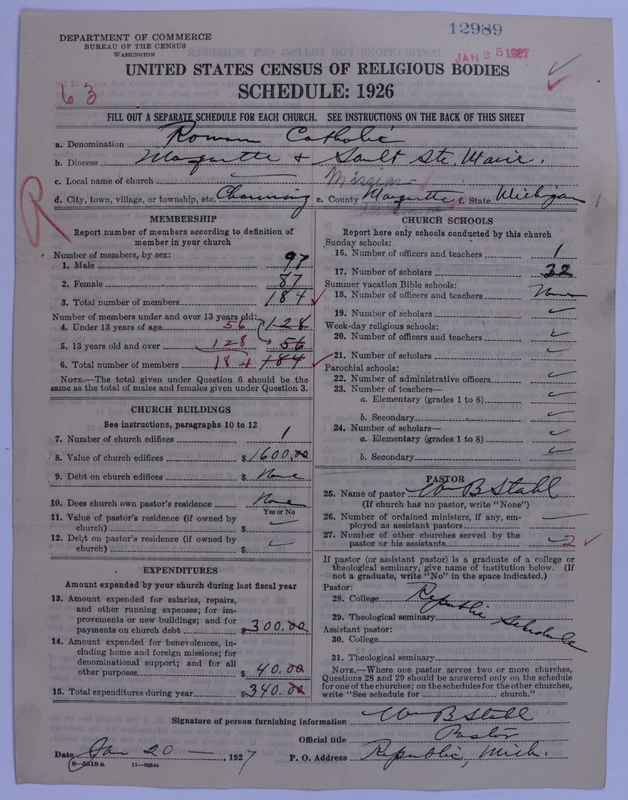 12989
JAN 25 1927
DEPARTMENT OF COMMERCE
BUREAU OF THE CENSUS
WASHINGTON
UNITED STATES CENSUS OF RELIGIOUS BODIES
SCHEDULE: 1926
63
FILL OUT A SEPARATE SCHEDULE FOR EACH CHURCH. SEE INSTRUCTIONS ON THE BACK OF THIS SHEET
a. Denomination Roman Catholic
b. Diocese Marquette & Sault Ste. Marie.
c. Local name of church — Mission
d. City, town, village, or township, etc. Channing e. County Marquette f. State Michigan
R
MEMBERSHIP
Report number of members according to definition of
member in your church
Number of members, by sex:
1. Male 97
2. Female 87
3. Total number of members 184
Number of members under and over 13 years old:
4. Under 13 years of age 56 128
5. 13 years old and over 128 56
6. Total number of members 184 184
NOTE.—The total given under Question 6 should be the
same as the total of males and females given under Question 3.
CHURCH BUILDINGS
See instructions, paragraphs 10 to 12
7. Number of church edifices 1
8. Value of church edifices $1600.00
9. Debt on church edifices $ None
10. Does church own pastor's residence None
Yes or No
11. Value of pastor's residence (if owned by
church) $
12. Debt on pastor's residence (if owned by
church) $
EXPENDITURES
Amount expended by your church during last fiscal year
13. Amount expended for salaries, repairs,
and other running expenses; for im-
provements or new buildings; and for
payments on church debt $300.00
14. Amount expended for benevolences, in-
cluding home and foreign missions; for
denominational support; and for all
other purposes $40.00
15. Total expenditures during year $340.00
CHURCH SCHOOLS
Report here only schools conducted by this church
Sunday schools:
16. Number of officers and teachers 1
17. Number of scholars 32
Summer vacation Bible schools:
18. Number of officers and teachers None
19. Number of scholars
Week-day religious schools:
20. Number of officers and teachers
21. Number of scholars
Parochial schools:
22. Number of administrative officers
23. Number of teachers—
a. Elementary (grades 1 to 8)
b. Secondary
24. Number of scholars—
a. Elementary (grades 1 to 8)
b. Secondary
PASTOR
25. Name of pastor W B Stahl
(If church has no pastor, write "None")
26. Number of ordained ministers, if any, em-
ployed as assistant pastors —
27. Number of other churches served by the
pastor or his assistants 2
If pastor (or assistant pastor) is a graduate of a college or
theological seminary, give name of institution below. (If
not a graduate, write "No" in the space indicated.)
Pastor:
28. College Republic Schedule
29. Theological seminary
Assistant pastor:
30. College
31. Theological seminary
NOTE.—Where one pastor serves two or more churches,
Questions 28 and 29 should be answered only on the schedule
for one of the churches; on the schedules for the other churches,
write "See schedule for church."
Signature of person furnishing information W B Stahl
Official title Pastor
Date Jan 20 — , 1927 P. O. Address Republic, Mich.
8—5518 a